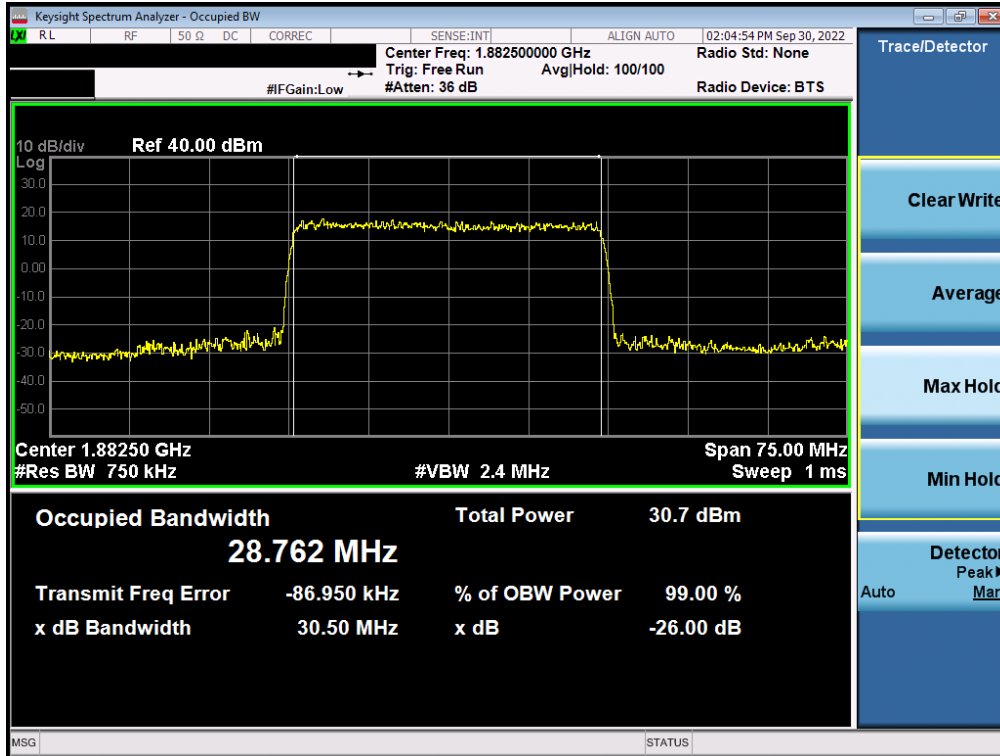 Keysight Spectrum Analyzer - Occupied BW
LXI RL RF 50 Ω DC CORREC SENSE:INT ALIGN AUTO 02:04:54 PM Sep 30, 2022
Center Freq: 1.882500000 GHz Radio Std: None
Trig: Free Run Avg|Hold: 100/100
#IFGain:Low #Atten: 36 dB Radio Device: BTS
Trace/Detector
10 dB/div Ref 40.00 dBm
Log
30.0
20.0
10.0
0.00
-10.0
-20.0
-30.0
-40.0
-50.0
Center 1.88250 GHz Span 75.00 MHz
#Res BW 750 kHz #VBW 2.4 MHz Sweep 1 ms
Clear Write
Average
Max Hold
Min Hold
Detector
Peak
Auto Man
Occupied Bandwidth Total Power 30.7 dBm
28.762 MHz
Transmit Freq Error -86.950 kHz % of OBW Power 99.00 %
x dB Bandwidth 30.50 MHz x dB -26.00 dB
MSG STATUS